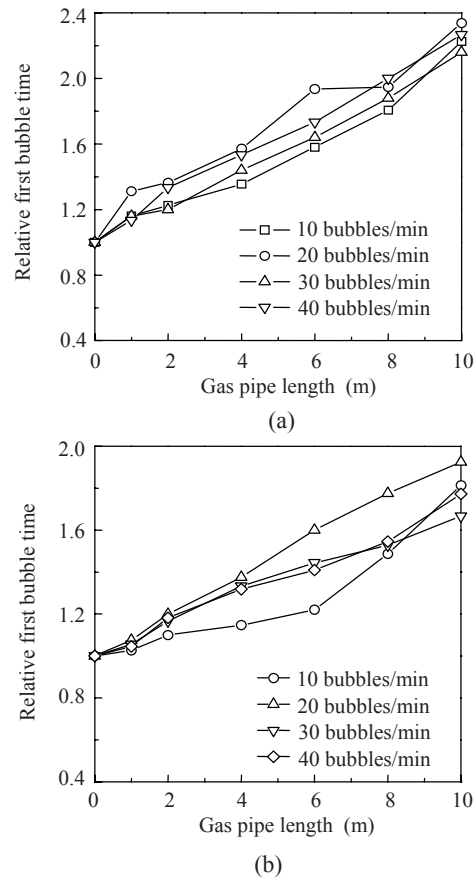 Relative first bubble time
2.4
2.0
1.6
1.2
0.8
0.4
10 bubbles/min
20 bubbles/min
30 bubbles/min
40 bubbles/min
0 2 4 6 8 10
Gas pipe length (m)
(a)
Relative first bubble time
2.0
1.6
1.2
0.8
0.4
10 bubbles/min
20 bubbles/min
30 bubbles/min
40 bubbles/min
0 2 4 6 8 10
Gas pipe length (m)
(b)